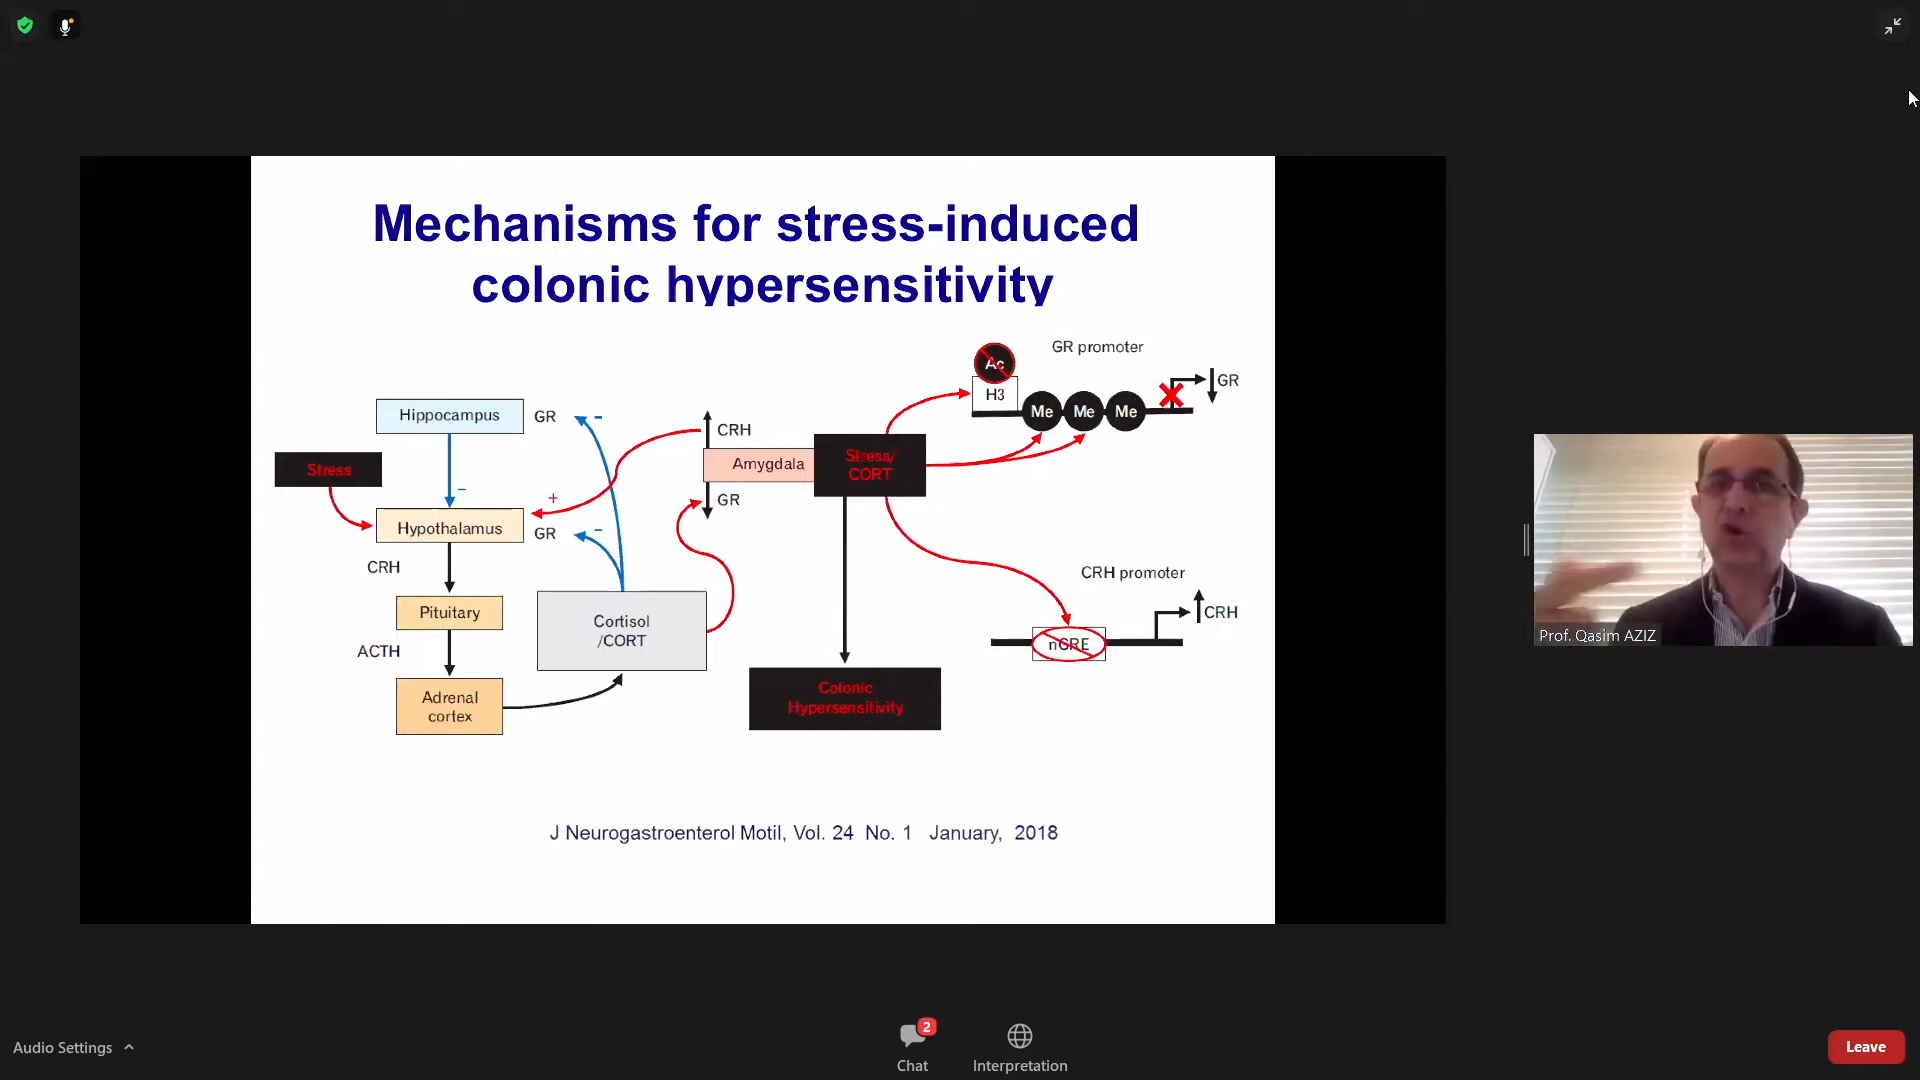 Mechanisms for stress-induced
colonic hypersensitivity
GR promoter
Ac
H3
Me
Me
Me
GR
Hippocampus
GR
-
CRH
Stress
-
Amygdala
Stress/
CORT
+
GR
Hypothalamus
GR
-
CRH
CRH promoter
Pituitary
Cortisol
/CORT
CRH
nGRE
ACTH
Adrenal
cortex
Colonic
Hypersensitivity
J Neurogastroenterol Motil, Vol. 24 No. 1 January, 2018
Prof. Qasim AZIZ
Audio Settings
2
Chat
Interpretation
Leave